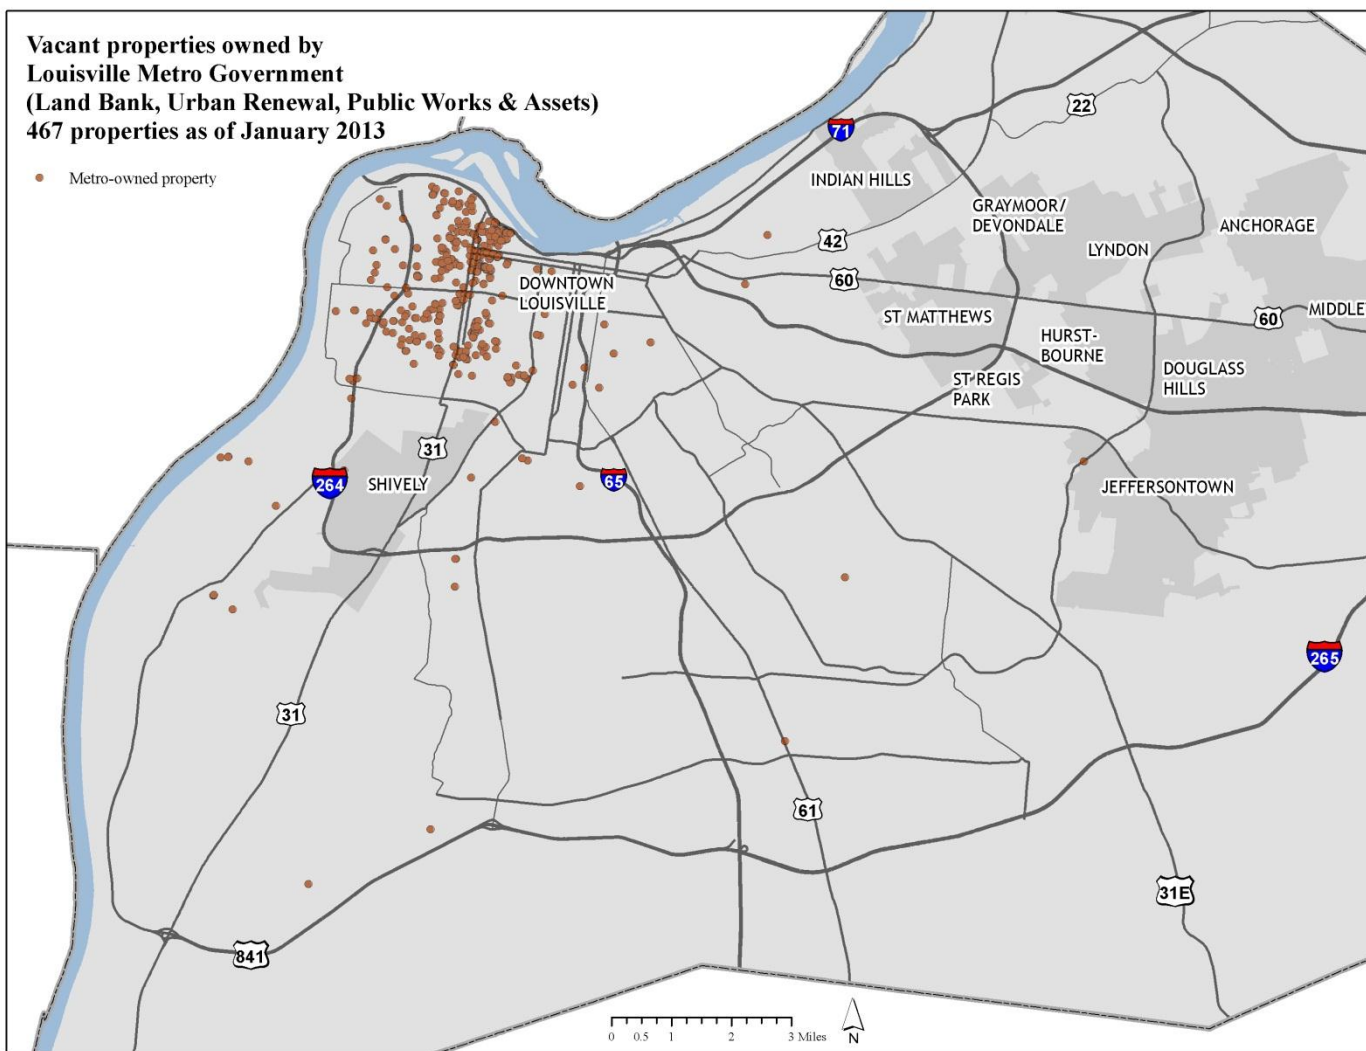 Vacant properties owned by
Louisville Metro Government
(Land Bank, Urban Renewal, Public Works & Assets)
467 properties as of January 2013
Metro-owned property
22
71
INDIAN HILLS
GRAYMOOR/
DEVONDALE
ANCHORAGE
42
LYNDON
60
DOWNTOWN
LOUISVILLE
ST MATTHEWS
60
MIDDLET
HURST-
BOURNE
DOUGLASS
HILLS
ST REGIS
PARK
31
264
SHIVELY
65
JEFFERSONTOWN
265
31
61
31E
841
0 0.5 1 2 3 Miles
N